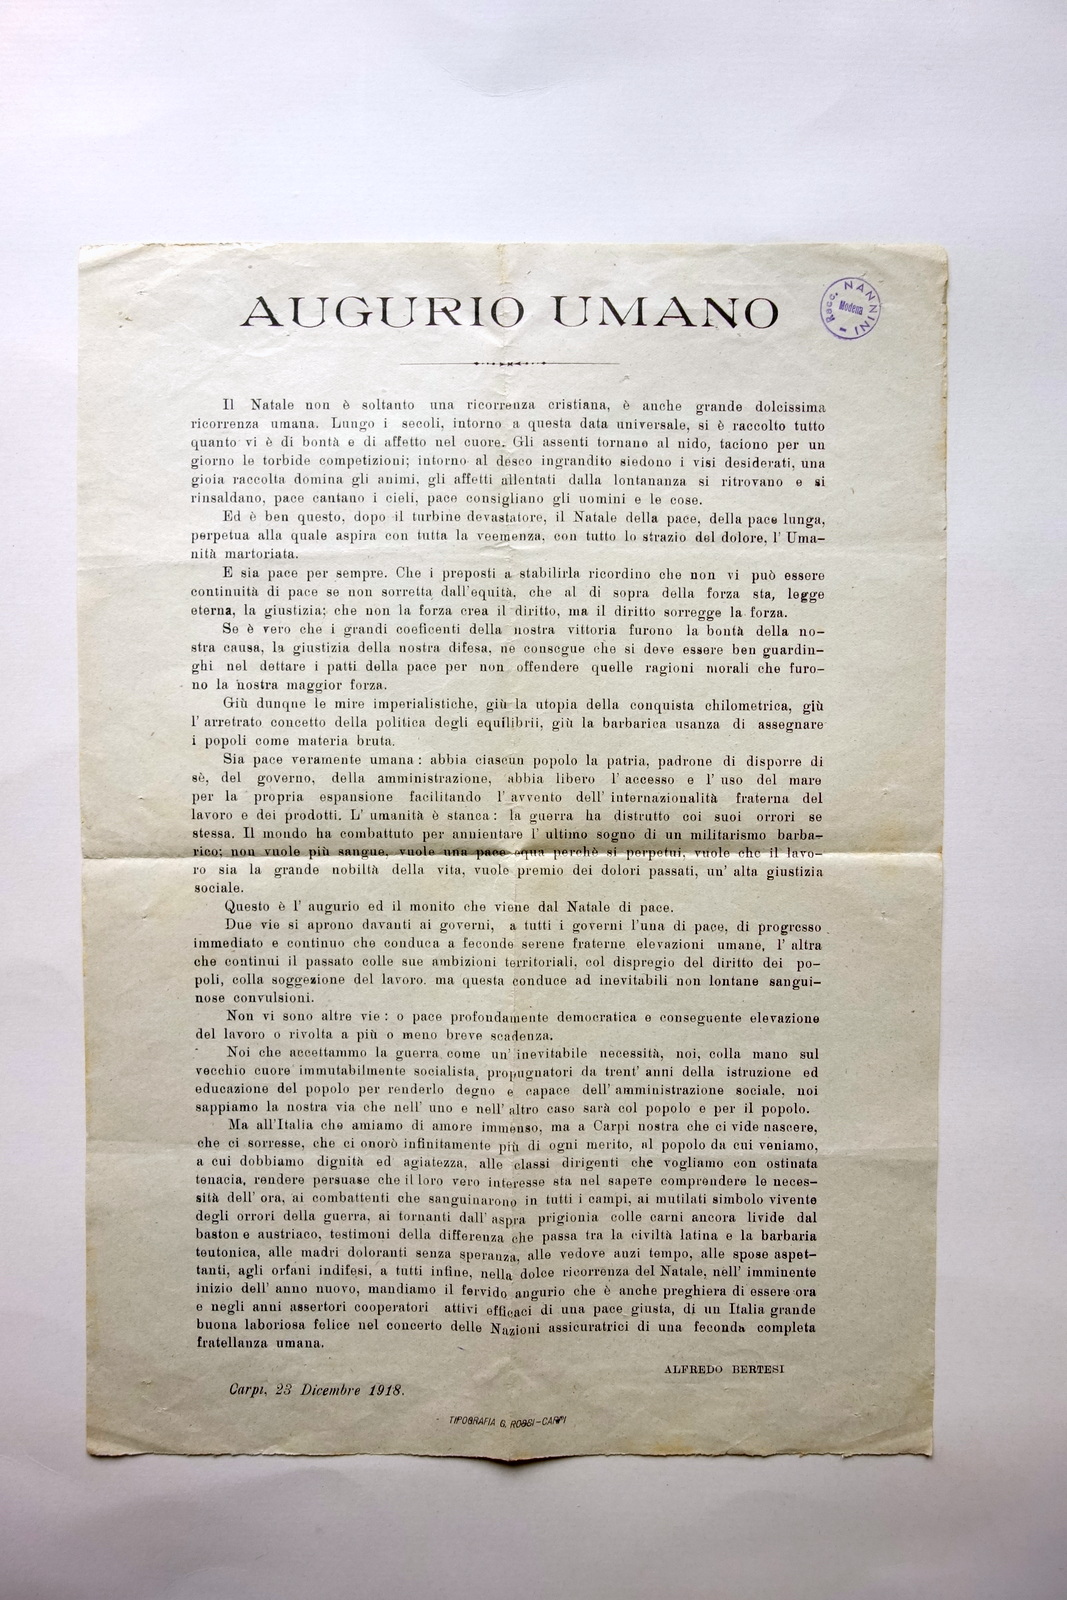 AUGURIO UMANO
Racc. NANNINI -
Modena
Il Natale non è soltanto una ricorrenza cristiana, è anche grande dolcissima
ricorrenza umana. Lungo i secoli, intorno a questa data universale, si è raccolto tutto
quanto vi è di bontà e di affetto nel cuore. Gli assenti tornano al nido, taciono per un
giorno le torbide competizioni; intorno al desco ingrandito siedono i visi desiderati, una
gioia raccolta domina gli animi, gli affetti allentati dalla lontananza si ritrovano e si
rinsaldano, pace cantano i cieli, pace consigliano gli uomini e le cose.
Ed è ben questo, dopo il turbine devastatore, il Natale della pace, della pace lunga,
perpetua alla quale aspira con tutta la veemenza, con tutto lo strazio del dolore, l' Uma-
nità martoriata.
E sia pace per sempre. Che i preposti a stabilirla ricordino che non vi può essere
continuità di pace se non sorretta dall'equità, che al di sopra della forza sta, legge
eterna, la giustizia; che non la forza crea il diritto, ma il diritto sorregge la forza.
Se è vero che i grandi coeficenti della nostra vittoria furono la bontà della no-
stra causa, la giustizia della nostra difesa, ne consegue che si deve essere ben guardin-
ghi nel dettare i patti della pace per non offendere quelle ragioni morali che furo-
no la nostra maggior forza.
Giù dunque le mire imperialistiche, giù la utopia della conquista chilometrica, giù
l' arretrato concetto della politica degli equilibrii, giù la barbarica usanza di assegnare
i popoli come materia bruta.
Sia pace veramente umana : abbia ciascun popolo la patria, padrone di disporre di
sè, del governo, della amministrazione, abbia libero l' accesso e l' uso del mare
per la propria espansione facilitando l' avvento dell' internazionalità fraterna del
lavoro e dei prodotti. L' umanità è stanca : la guerra ha distrutto coi suoi orrori se
stessa. Il mondo ha combattuto per annientare l' ultimo sogno di un militarismo barba-
rico; non vuole più sangue, vuole una pace equa perchè si perpetui, vuole che il lavo-
ro sia la grande nobiltà della vita, vuole premio dei dolori passati, un' alta giustizia
sociale.
Questo è l' augurio ed il monito che viene dal Natale di pace.
Due vie si aprono davanti ai governi, a tutti i governi l'una di pace, di progresso
immediato e continuo che conduca a feconde serene fraterne elevazioni umane, l' altra
che continui il passato colle sue ambizioni territoriali, col dispregio del diritto dei po-
poli, colla soggezione del lavoro. ma questa conduce ad inevitabili non lontane sangui-
nose convulsioni.
Non vi sono altre vie : o pace profondamente democratica e conseguente elevazione
del lavoro o rivolta a più o meno breve scadenza.
Noi che accettammo la guerra come un' inevitabile necessità, noi, colla mano sul
vecchio cuore immutabilmente socialista, propugnatori da trent' anni della istruzione ed
educazione del popolo per renderlo degno e capace dell' amministrazione sociale, noi
sappiamo la nostra via che nell' uno e nell' altro caso sarà col popolo e per il popolo.
Ma all'Italia che amiamo di amore immenso, ma a Carpi nostra che ci vide nascere,
che ci sorresse, che ci onorò infinitamente più di ogni merito, al popolo da cui veniamo,
a cui dobbiamo dignità ed agiatezza, alle classi dirigenti che vogliamo con ostinata
tenacia, rendere persuase che il loro vero interesse sta nel sapere comprendere le neces-
sità dell' ora, ai combattenti che sanguinarono in tutti i campi, ai mutilati simbolo vivente
degli orrori della guerra, ai tornanti dall' aspra prigionia colle carni ancora livide dal
baston e austriaco, testimoni della differenza che passa tra la civiltà latina e la barbaria
teutonica, alle madri doloranti senza speranza, alle vedove anzi tempo, alle spose aspet-
tanti, agli orfani indifesi, a tutti infine, nella dolce ricorrenza del Natale, nell' imminente
inizio dell' anno nuovo, mandiamo il fervido augurio che è anche preghiera di essere ora
e negli anni assertori cooperatori attivi efficaci di una pace giusta, di un Italia grande
buona laboriosa felice nel concerto delle Nazioni assicuratrici di una feconda completa
fratellanza umana.
ALFREDO BERTESI
Carpi, 23 Dicembre 1918.
TIPOGRAFIA G. ROSSI-CARPI